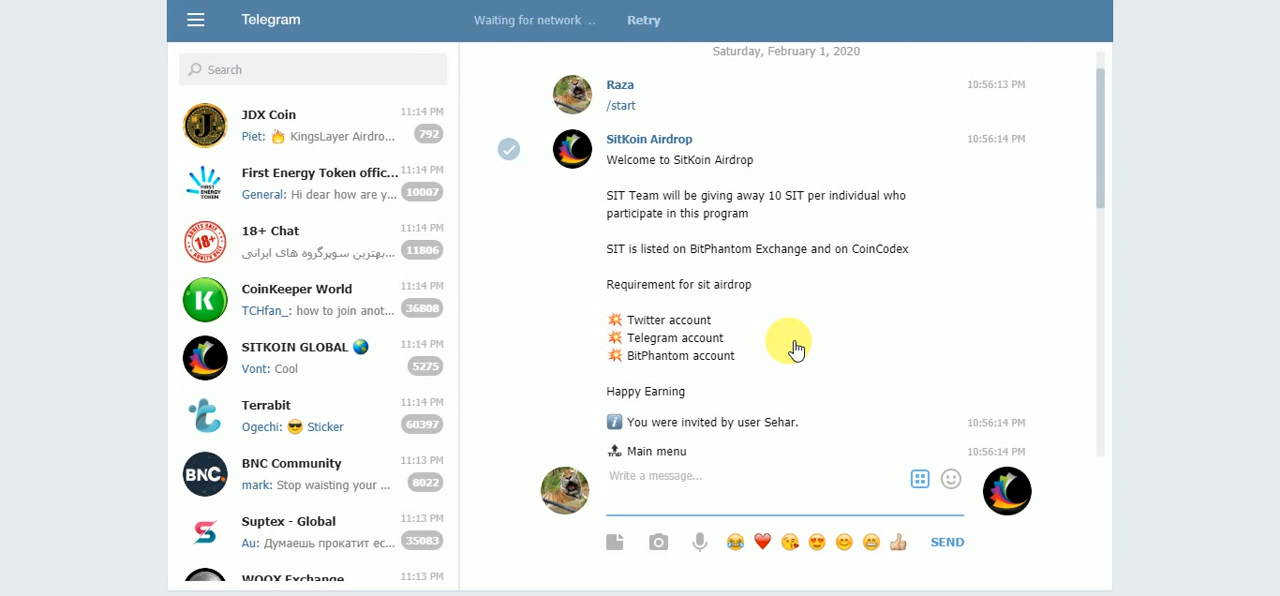 Telegram
Waiting for network ..
Retry
Search
JDX Coin 11:14 PM
Piet: 🔥 KingsLayer Airdro... 792
First Energy Token offic... 11:14 PM
General: Hi dear how are y... 10007
18+ Chat 11:14 PM
بهترین سوپرگروه های ایرانی... 11806
CoinKeeper World 11:14 PM
TCHfan_: how to join anot... 36808
SITKOIN GLOBAL 🌎 11:14 PM
Vont: Cool 5275
Terrabit 11:14 PM
Ogechi: 😎 Sticker 60397
BNC Community 11:13 PM
mark: Stop waisting your ... 8022
Suptex - Global 11:13 PM
Au: Думаешь прокатит ес... 35083
WOOX Exchange 11:13 PM
J
FIRST
ENERGY
TOKEN
18+
K
BNC
Saturday, February 1, 2020
Raza 10:56:13 PM
/start
SitKoin Airdrop 10:56:14 PM
Welcome to SitKoin Airdrop
SIT Team will be giving away 10 SIT per individual who
participate in this program
SIT is listed on BitPhantom Exchange and on CoinCodex
Requirement for sit airdrop
💥 Twitter account
💥 Telegram account
💥 BitPhantom account
Happy Earning
ℹ️ You were invited by user Sehar. 10:56:14 PM
🔝 Main menu 10:56:14 PM
Write a message...
SEND